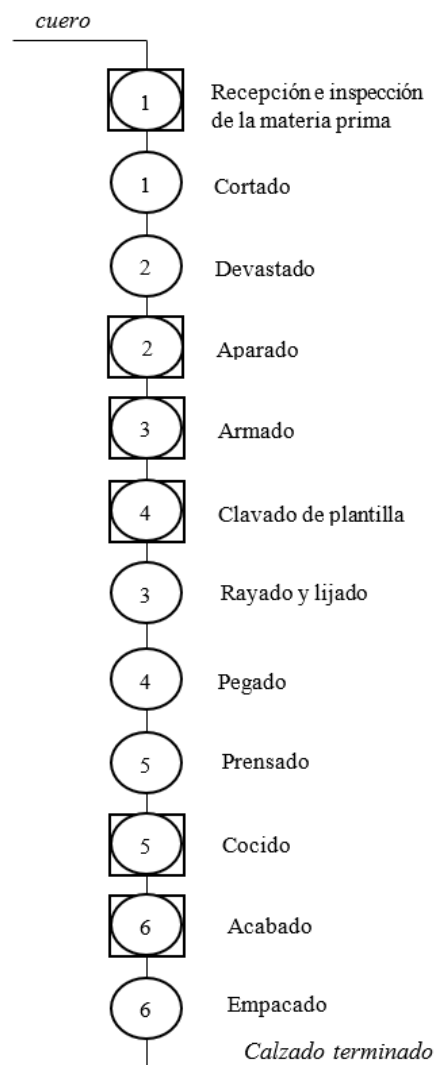 cuero
1
Recepción e inspección
de la materia prima
1
Cortado
2
Devastado
2
Aparado
3
Armado
4
Clavado de plantilla
3
Rayado y lijado
4
Pegado
5
Prensado
5
Cocido
6
Acabado
6
Empacado
Calzado terminado